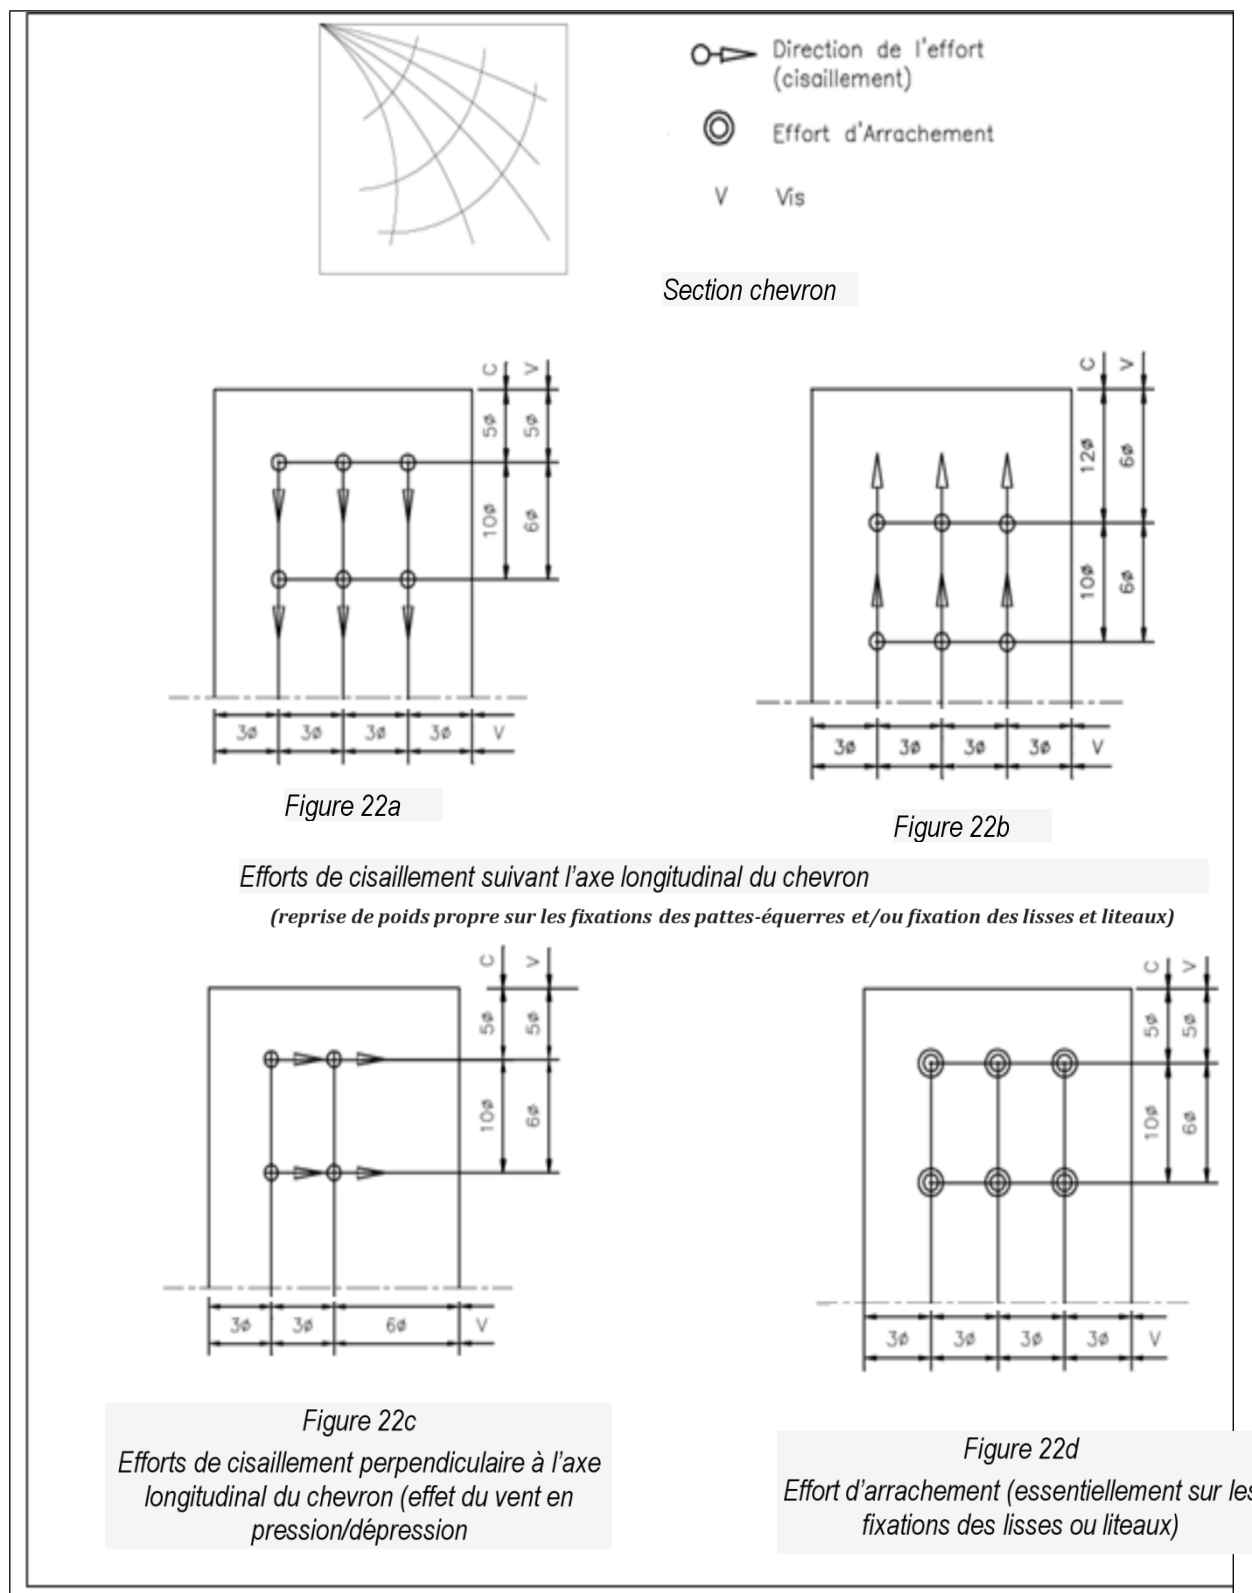 Direction de l'effort
(cisaillement)
Effort d'Arrachement
V Vis
Section chevron
C V
5ø 5ø
10ø 6ø
3ø 3ø 3ø 3ø V
Figure 22a
C V
12ø 6ø
10ø 6ø
3ø 3ø 3ø 3ø V
Figure 22b
Efforts de cisaillement suivant l'axe longitudinal du chevron
(reprise de poids propre sur les fixations des pattes-équerres et/ou fixation des lisses et liteaux)
C V
5ø 5ø
10ø 6ø
3ø 3ø 6ø V
Figure 22c
Efforts de cisaillement perpendiculaire à l'axe
longitudinal du chevron (effet du vent en
pression/dépression
C V
5ø 5ø
10ø 6ø
3ø 3ø 3ø 3ø V
Figure 22d
Effort d'arrachement (essentiellement sur les
fixations des lisses ou liteaux)